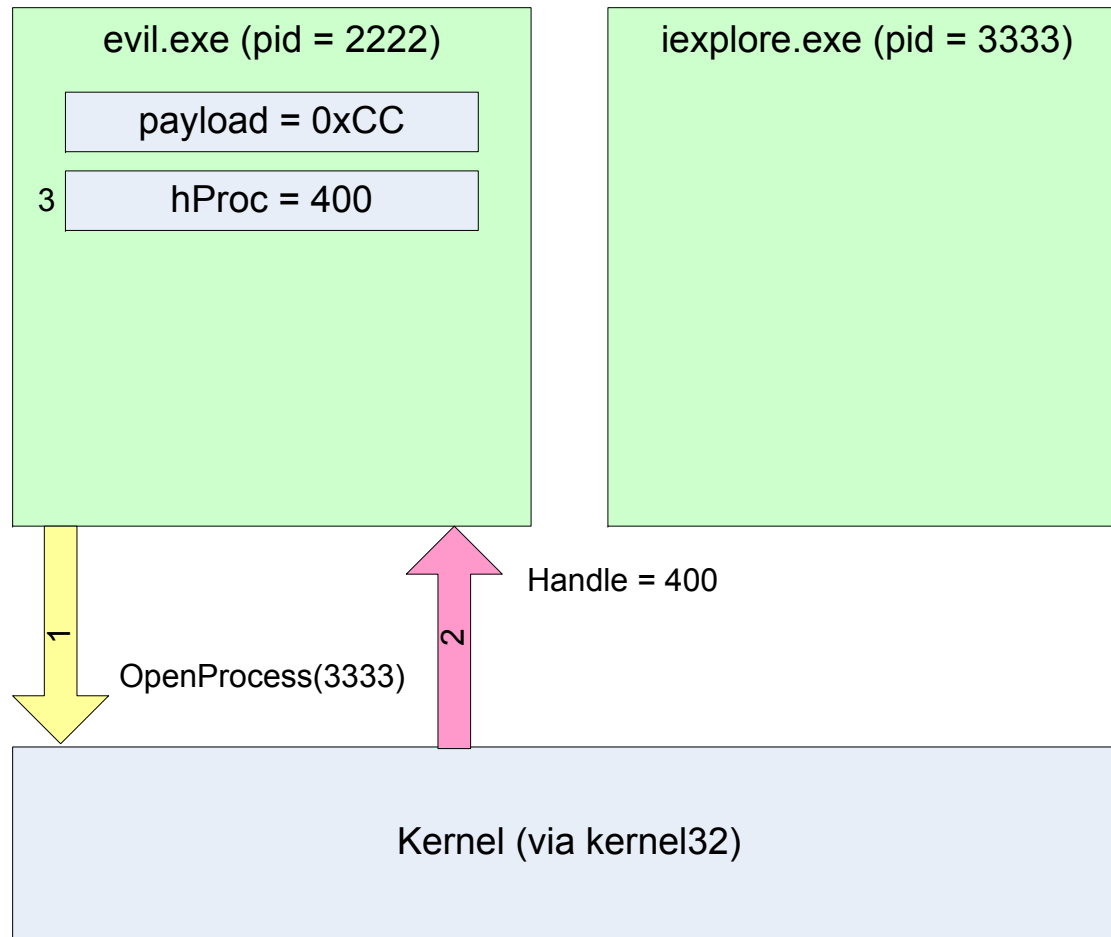 evil.exe (pid = 2222)
iexplore.exe (pid = 3333)
payload = 0xCC
3
hProc = 400
Handle = 400
1
2
OpenProcess(3333)
Kernel (via kernel32)